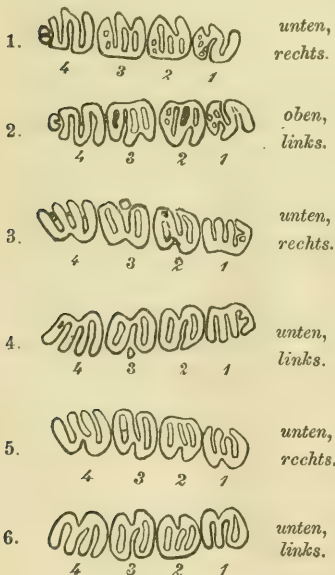 1. unten,
rechts.
4 3 2 1
2. oben,
links.
4 3 2 1
3. unten,
rechts.
4 3 2 1
4. unten,
links.
4 3 2 1
5. unten,
rechts.
4 3 2 1
6. unten,
links.
4 3 2 1